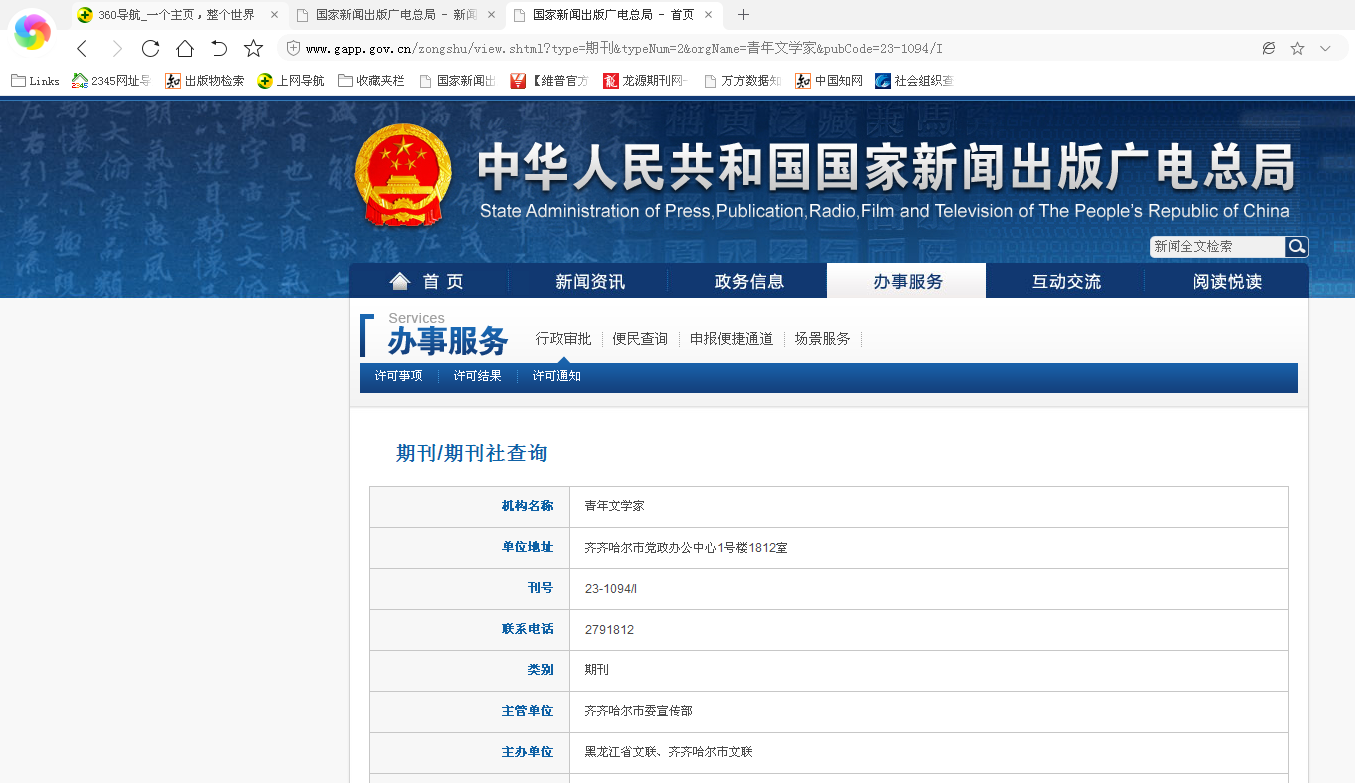 360导航_一个主页，整个世界
国家新闻出版广电总局 - 新闻
国家新闻出版广电总局 - 首页
www.gapp.gov.cn/zongshu/view.shtml?type=期刊&typeNum=2&orgName=青年文学家&pubCode=23-1094/I
Links 2345网址导 出版物检索 上网导航 收藏夹栏 国家新闻出 【维普官方 龙源期刊网- 万方数据知 中国知网 社会组织查
中华人民共和国国家新闻出版广电总局
State Administration of Press,Publication,Radio,Film and Television of The People's Republic of China
新闻全文检索
首 页 新闻资讯 政务信息 办事服务 互动交流 阅读悦读
Services
办事服务 行政审批 便民查询 申报便捷通道 场景服务
许可事项 许可结果 许可通知
期刊/期刊社查询
机构名称 青年文学家
单位地址 齐齐哈尔市党政办公中心1号楼1812室
刊号 23-1094/I
联系电话 2791812
类别 期刊
主管单位 齐齐哈尔市委宣传部
主办单位 黑龙江省文联、齐齐哈尔市文联